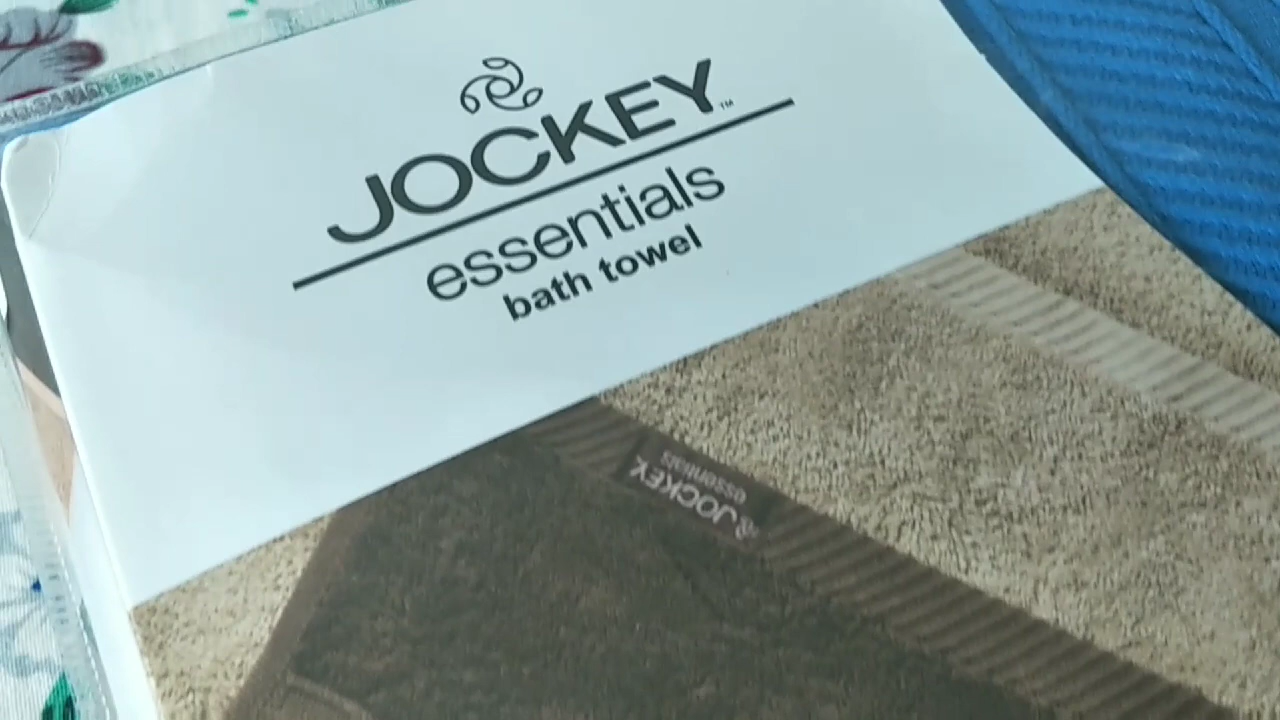 JOCKEY™
essentials
bath towel
JOCKEY
essentials